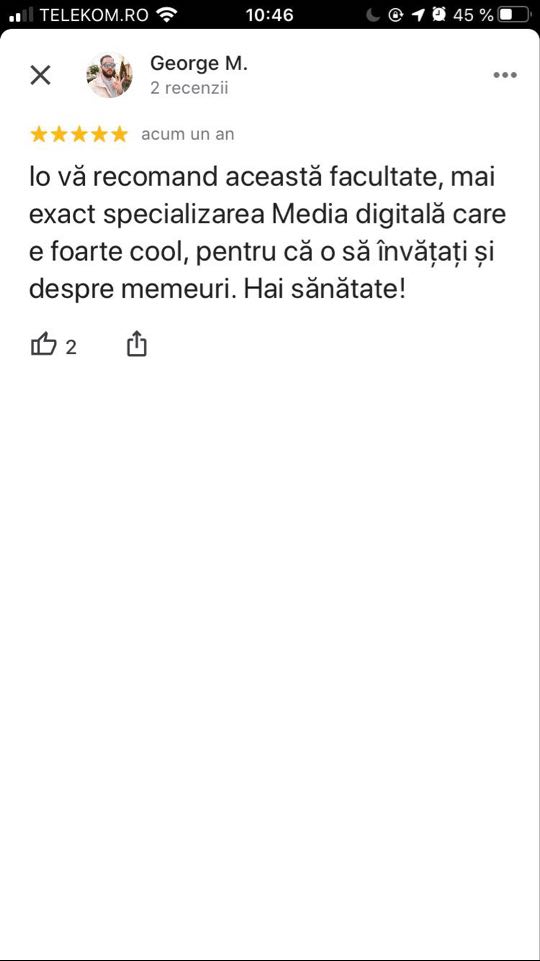 TELEKOM.RO 10:46 45 %
George M.
2 recenzii
acum un an
Io vă recomand această facultate, mai
exact specializarea Media digitală care
e foarte cool, pentru că o să învățați și
despre memeuri. Hai sănătate!
2